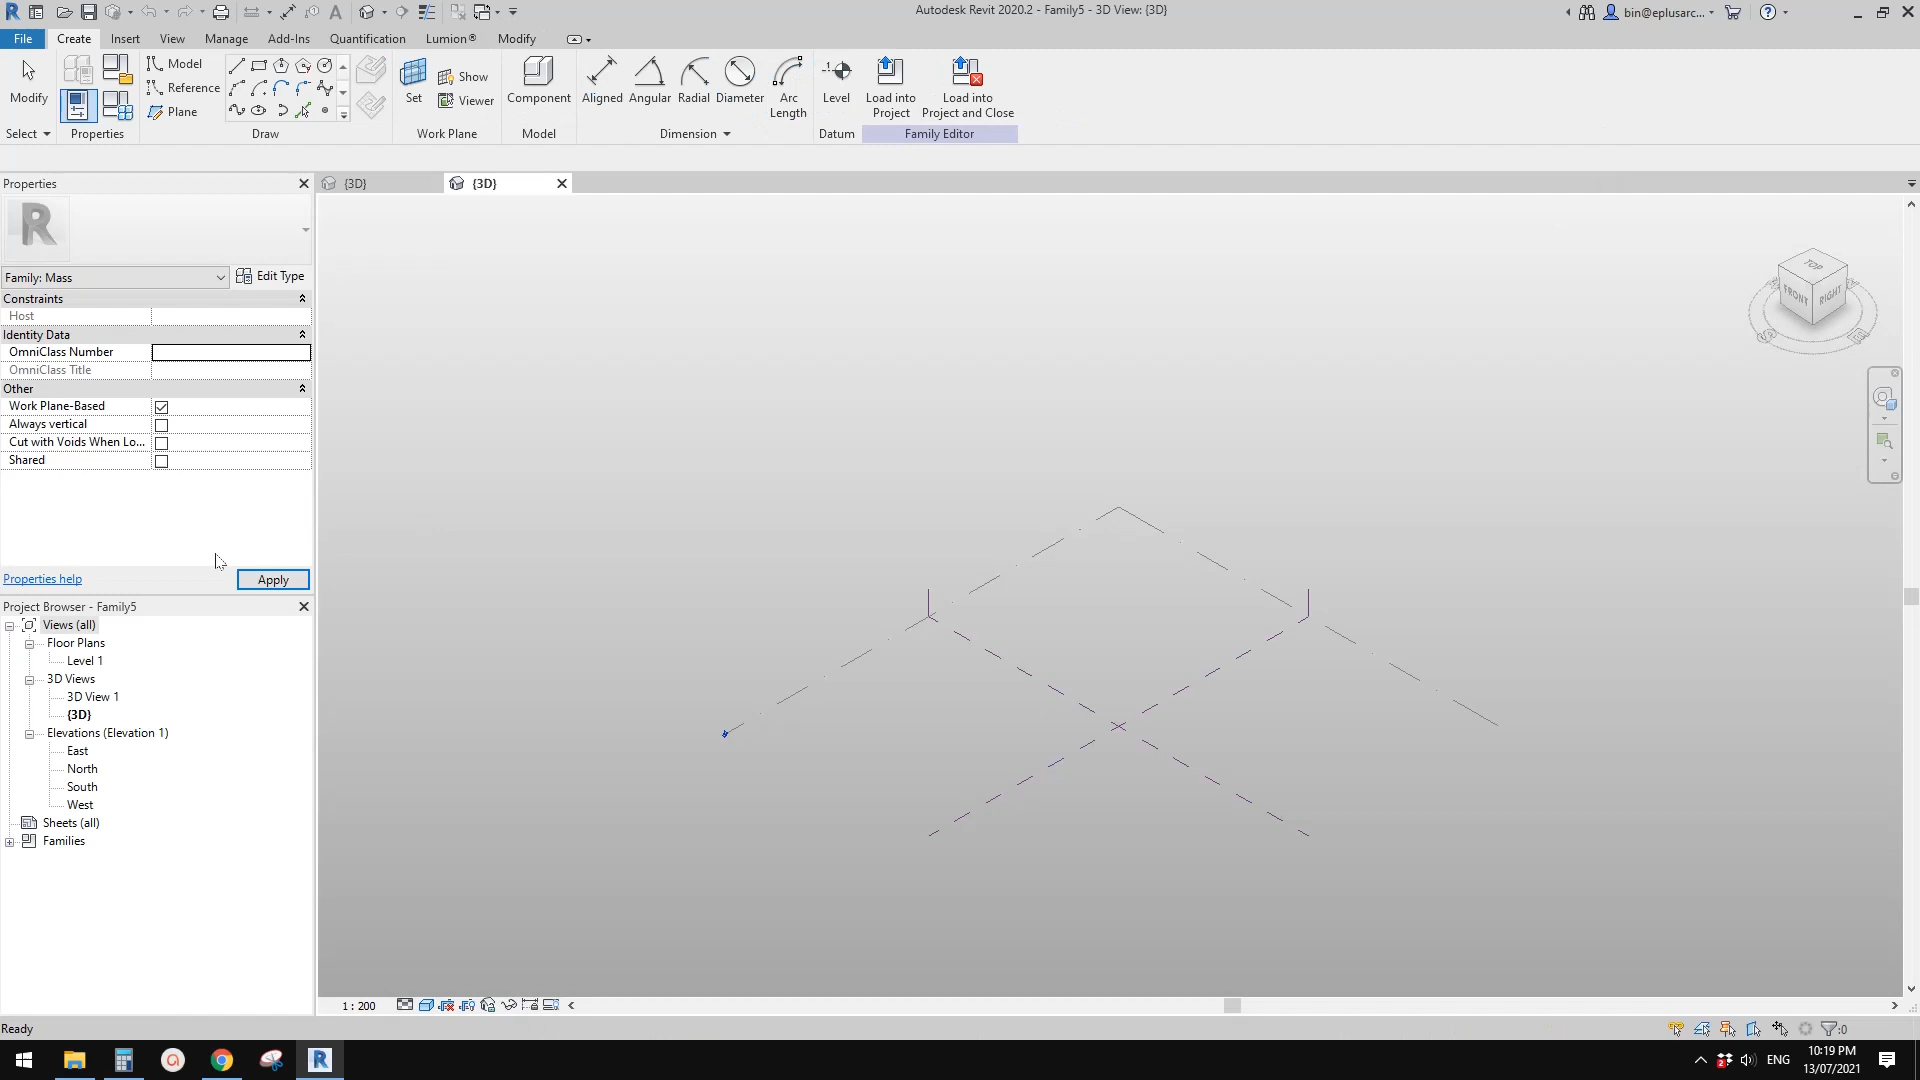 Autodesk Revit 2020.2 - Family5 - 3D View: {3D}
bin@eplusarc...
File Create Insert View Manage Add-Ins Quantification Lumion® Modify
Modify
Select
Properties
Model
Reference
Plane
Draw
Set
Show
Viewer
Work Plane
Component
Model
Aligned Angular Radial Diameter Arc Length
Dimension
Level
Datum
Load into Project
Load into Project and Close
Family Editor
Properties
{3D}
{3D}
R
Family: Mass
Edit Type
Constraints
Host
Identity Data
OmniClass Number
OmniClass Title
Other
Work Plane-Based
Always vertical
Cut with Voids When Lo...
Shared
Properties help
Apply
Project Browser - Family5
Views (all)
Floor Plans
Level 1
3D Views
3D View 1
{3D}
Elevations (Elevation 1)
East
North
South
West
Sheets (all)
Families
TOP
FRONT
RIGHT
S
E
1 : 200
Ready
:0
ENG
10:19 PM
13/07/2021